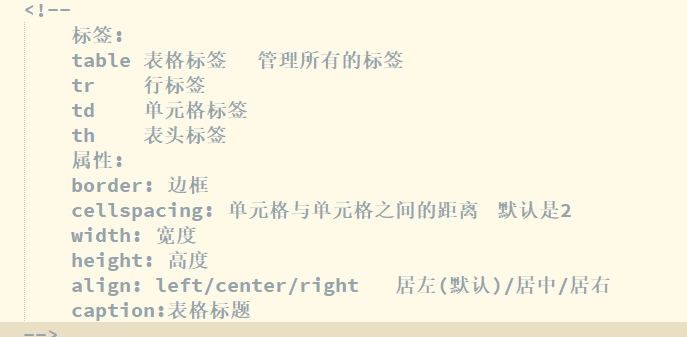 <!--
标签：
table 表格标签 管理所有的标签
tr 行标签
td 单元格标签
th 表头标签
属性：
border: 边框
cellspacing: 单元格与单元格之间的距离 默认是2
width: 宽度
height: 高度
align: left/center/right 居左(默认)/居中/居右
caption:表格标题
-->